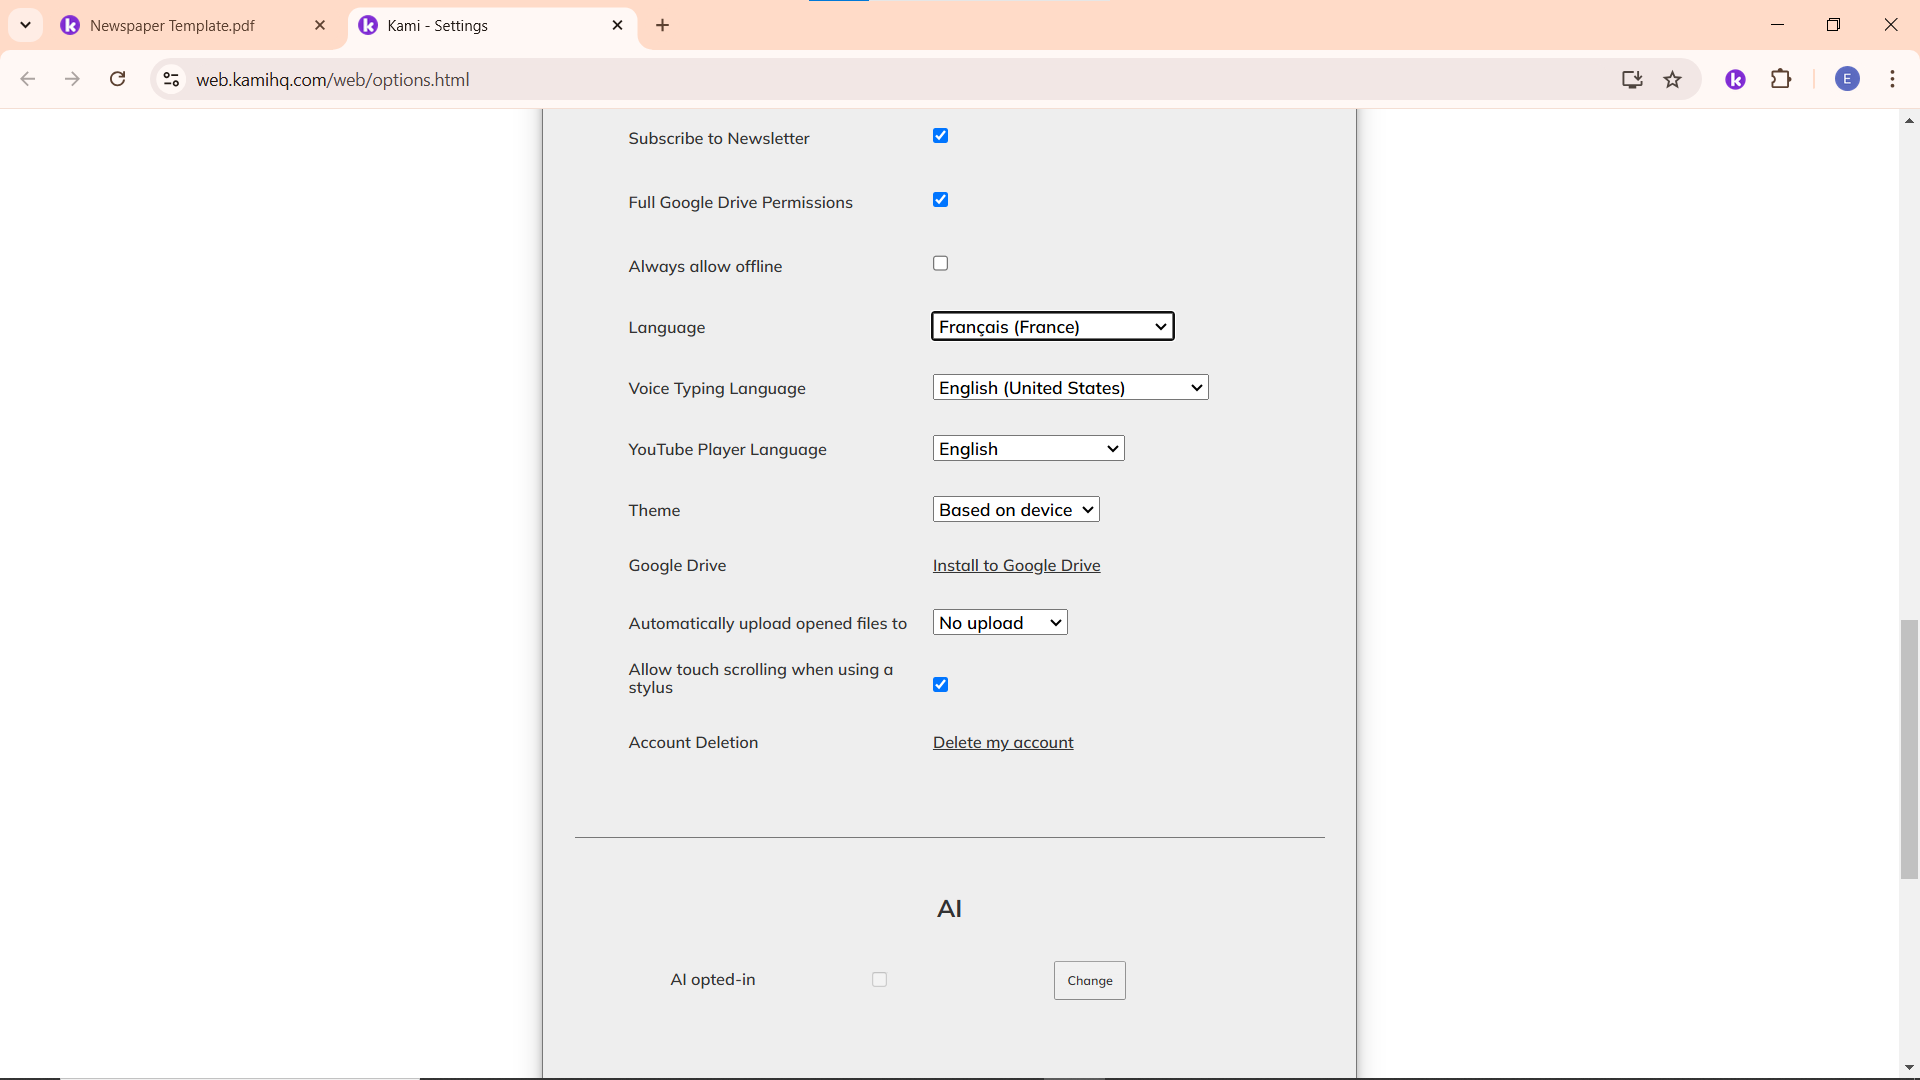 Newspaper Template.pdf
Kami - Settings
web.kamihq.com/web/options.html
E
Subscribe to Newsletter
Full Google Drive Permissions
Always allow offline
Language
Français (France)
Voice Typing Language
English (United States)
YouTube Player Language
English
Theme
Based on device
Google Drive
Install to Google Drive
Automatically upload opened files to
No upload
Allow touch scrolling when using a
stylus
Account Deletion
Delete my account
AI
AI opted-in
Change